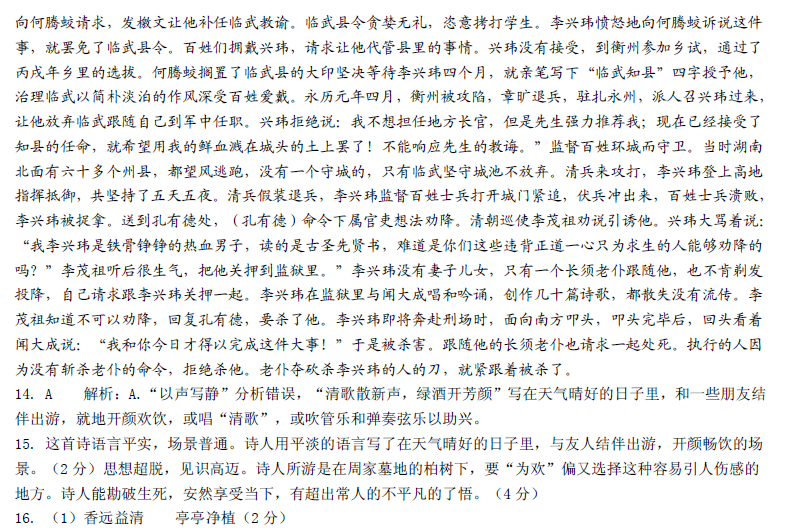 向何腾蛟请求，发檄文让他补任临武教谕。临武县令贪婪无礼，恣意拷打学生。李兴玮愤怒地向何腾蛟诉说这件
事，就罢免了临武县令。百姓们拥戴兴玮，请求让他代管县里的事情。兴玮没有接受，到衡州参加乡试，通过了
丙戌年乡里的选拔。何腾蛟搁置了临武县的大印坚决等待李兴玮四个月，就亲笔写下“临武知县”四字授予他，
治理临武以简朴淡泊的作风深受百姓爱戴。永历元年四月，衡州被攻陷，章旷退兵，驻扎永州，派人召兴玮过来，
让他放弃临武跟随自己到军中任职。兴玮拒绝说：我不想担任地方长官，但是先生强力推荐我；现在已经接受了
知县的任命，就希望用我的鲜血溅在城头的土上罢了！不能响应先生的教诲。”监督百姓环城而守卫。当时湖南
北面有六十多个州县，都望风逃跑，没有一个守城的，只有临武坚守城池不放弃。清兵来攻打，李兴玮登上高地
指挥抵御，共坚持了五天五夜。清兵假装退兵，李兴玮监督百姓士兵打开城门紧追，伏兵冲出来，百姓士兵溃败，
李兴玮被捉拿。送到孔有德处，（孔有德）命令下属官吏想法劝降。清朝巡使李茂祖劝说引诱他。兴玮大骂着说：
“我李兴玮是铁骨铮铮的热血男子，读的是古圣先贤书，难道是你们这些违背正道一心只为求生的人能够劝降的
吗？”李茂祖听后很生气，把他关押到监狱里。”李兴玮没有妻子儿女，只有一个长须老仆跟随他，也不肯剃发
投降，自己请求跟李兴玮关押一起。李兴玮在监狱里与闻大成唱和吟诵，创作几十篇诗歌，都散失没有流传。李
茂祖知道不可以劝降，回复孔有德，要杀了他。李兴玮即将奔赴刑场时，面向南方叩头，叩头完毕后，回头看着
闻大成说：“我和你今日才得以完成这件大事！”于是被杀害。跟随他的长须老仆也请求一起处死。执行的人因
为没有斩杀老仆的命令，拒绝杀他。老仆夺砍杀李兴玮的人的刀，就紧跟着被杀了。
14. A 解析：A.“以声写静”分析错误，“清歌散新声，绿酒开芳颜”写在天气晴好的日子里，和一些朋友结
伴出游，就地开颜欢饮，或唱“清歌”，或吹管乐和弹奏弦乐以助兴。
15. 这首诗语言平实，场景普通。诗人用平淡的语言写了在天气晴好的日子里，与友人结伴出游，开颜畅饮的场
景。（2 分）思想超脱，见识高迈。诗人所游是在周家墓地的柏树下，要“为欢”偏又选择这种容易引人伤感的
地方。诗人能勘破生死，安然享受当下，有超出常人的不平凡的了悟。（4 分）
16. （1）香远益清 亭亭净植（2 分）